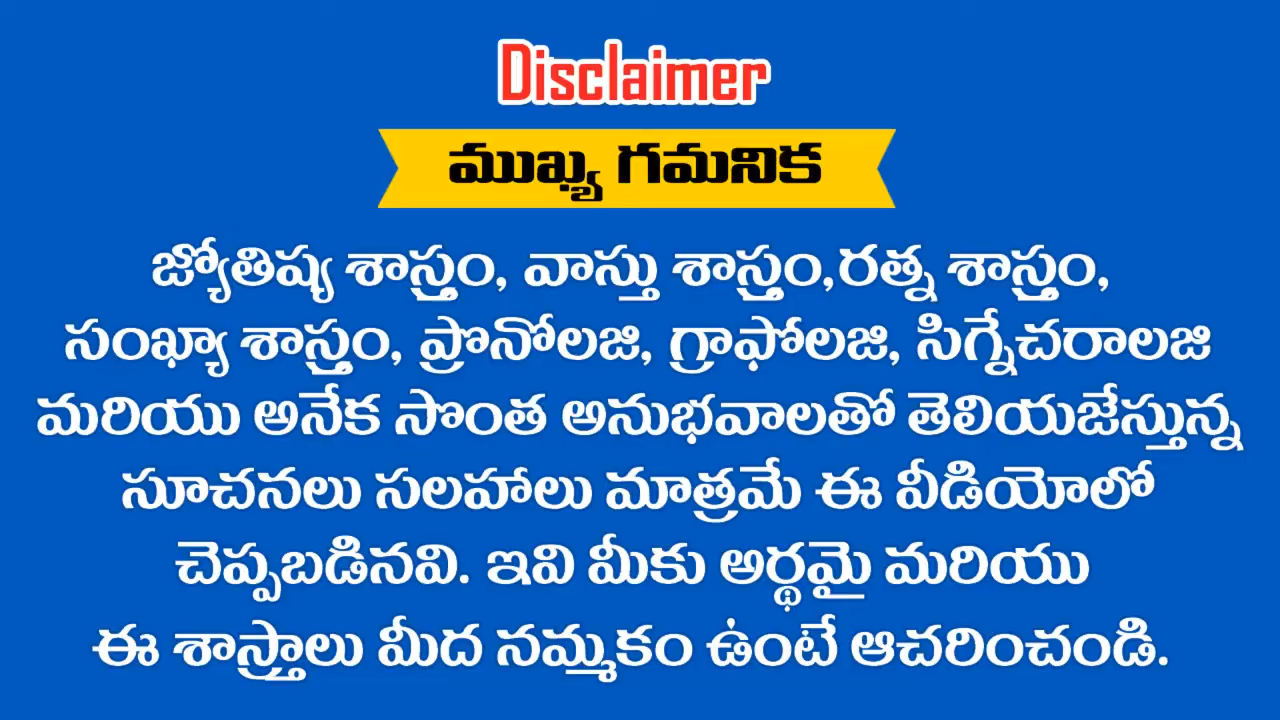 Disclaimer
ముఖ్య గమనిక
జ్యోతిష్య శాస్త్రం, వాస్తు శాస్త్రం,రత్న శాస్త్రం,
సంఖ్యా శాస్త్రం, ప్రొనోలజి, గ్రాఫోలజి, సిగ్నేచరాలజి
మరియు అనేక సొంత అనుభవాలతో తెలియజేస్తున్న
సూచనలు సలహాలు మాత్రమే ఈ వీడియోలో
చెప్పబడినవి. ఇవి మీకు అర్థమై మరియు
ఈ శాస్త్రాలు మీద నమ్మకం ఉంటే ఆచరించండి.